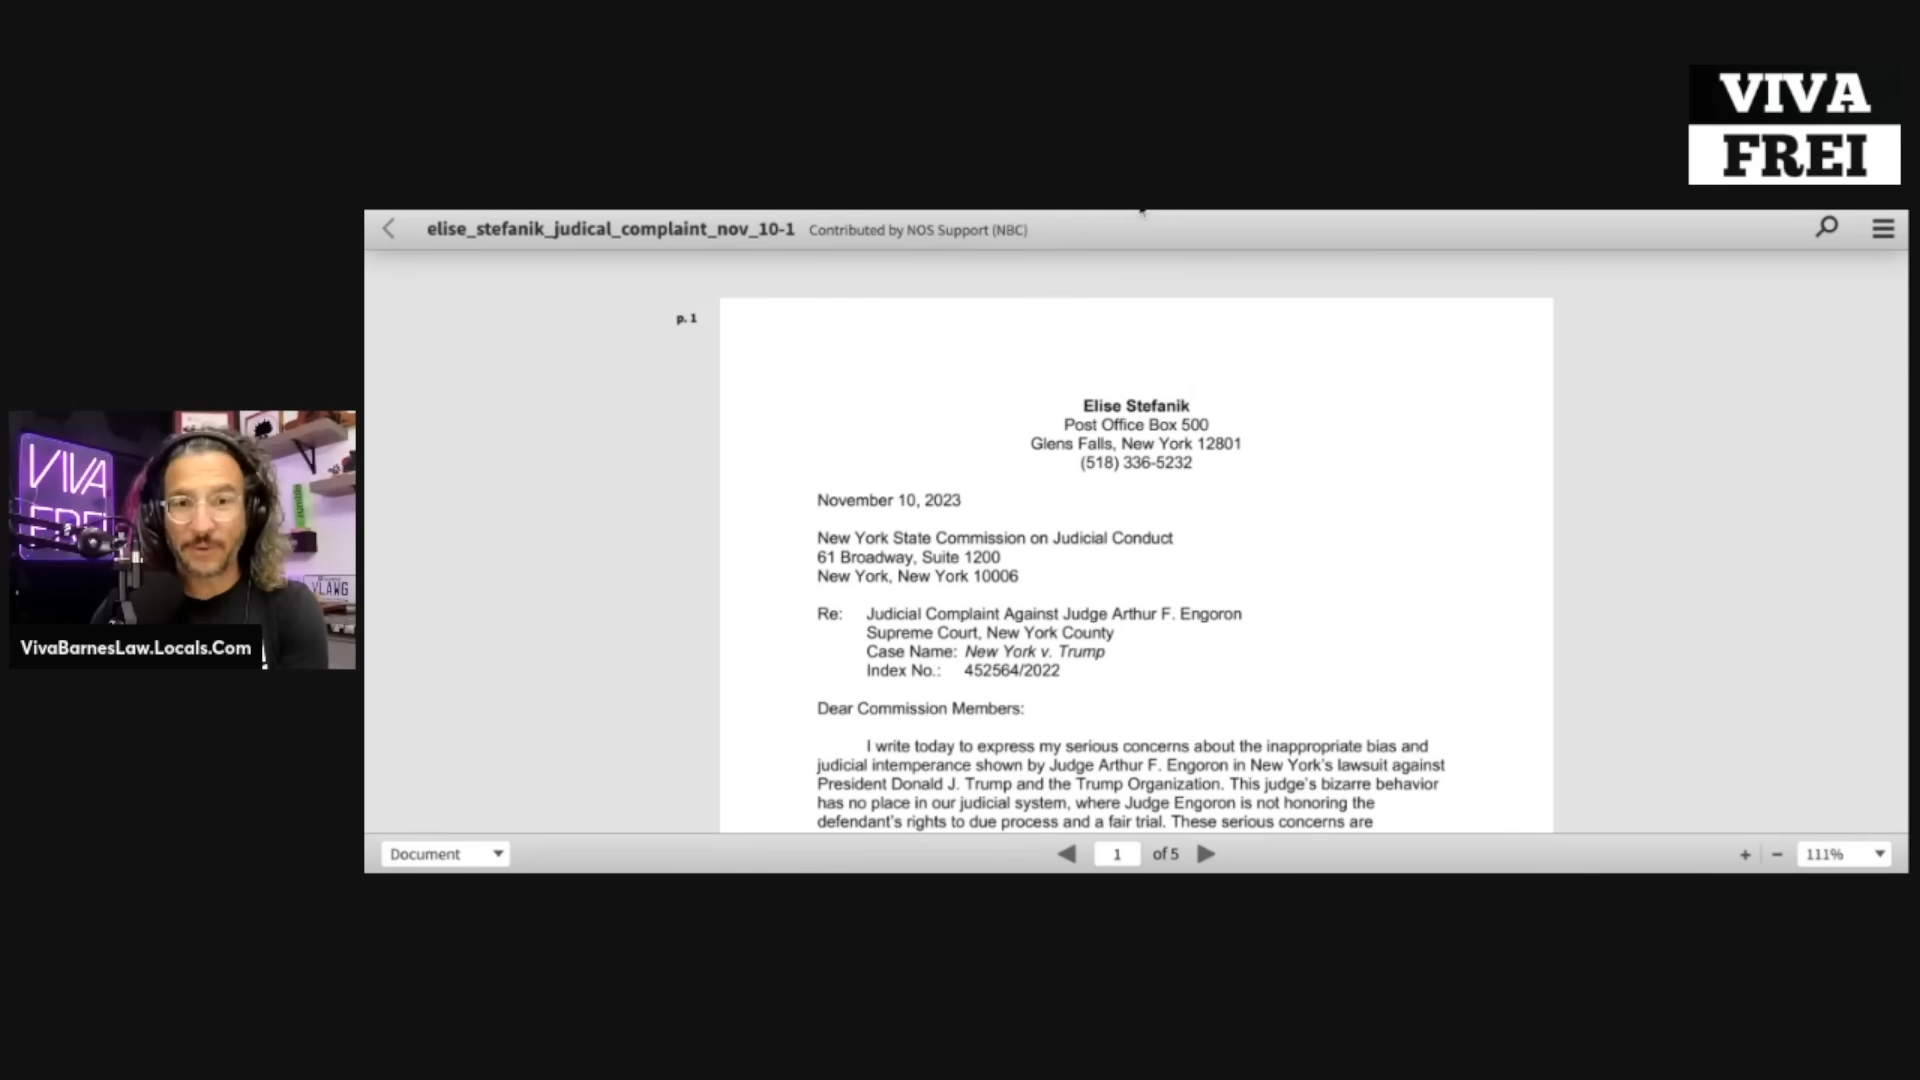 VIVA
FREI
elise_stefanik_judical_complaint_nov_10-1 Contributed by NOS Support (NBC)
p. 1
Elise Stefanik
Post Office Box 500
Glens Falls, New York 12801
(518) 336-5232
November 10, 2023
New York State Commission on Judicial Conduct
61 Broadway, Suite 1200
New York, New York 10006
Re: Judicial Complaint Against Judge Arthur F. Engoron
Supreme Court, New York County
Case Name: New York v. Trump
Index No.: 452564/2022
Dear Commission Members:
I write today to express my serious concerns about the inappropriate bias and
judicial intemperance shown by Judge Arthur F. Engoron in New York's lawsuit against
President Donald J. Trump and the Trump Organization. This judge's bizarre behavior
has no place in our judicial system, where Judge Engoron is not honoring the
defendant's rights to due process and a fair trial. These serious concerns are
Document
1 of 5
+ − 111%
VIVA
FREI
VLAWG
VivaBarnesLaw.Locals.Com